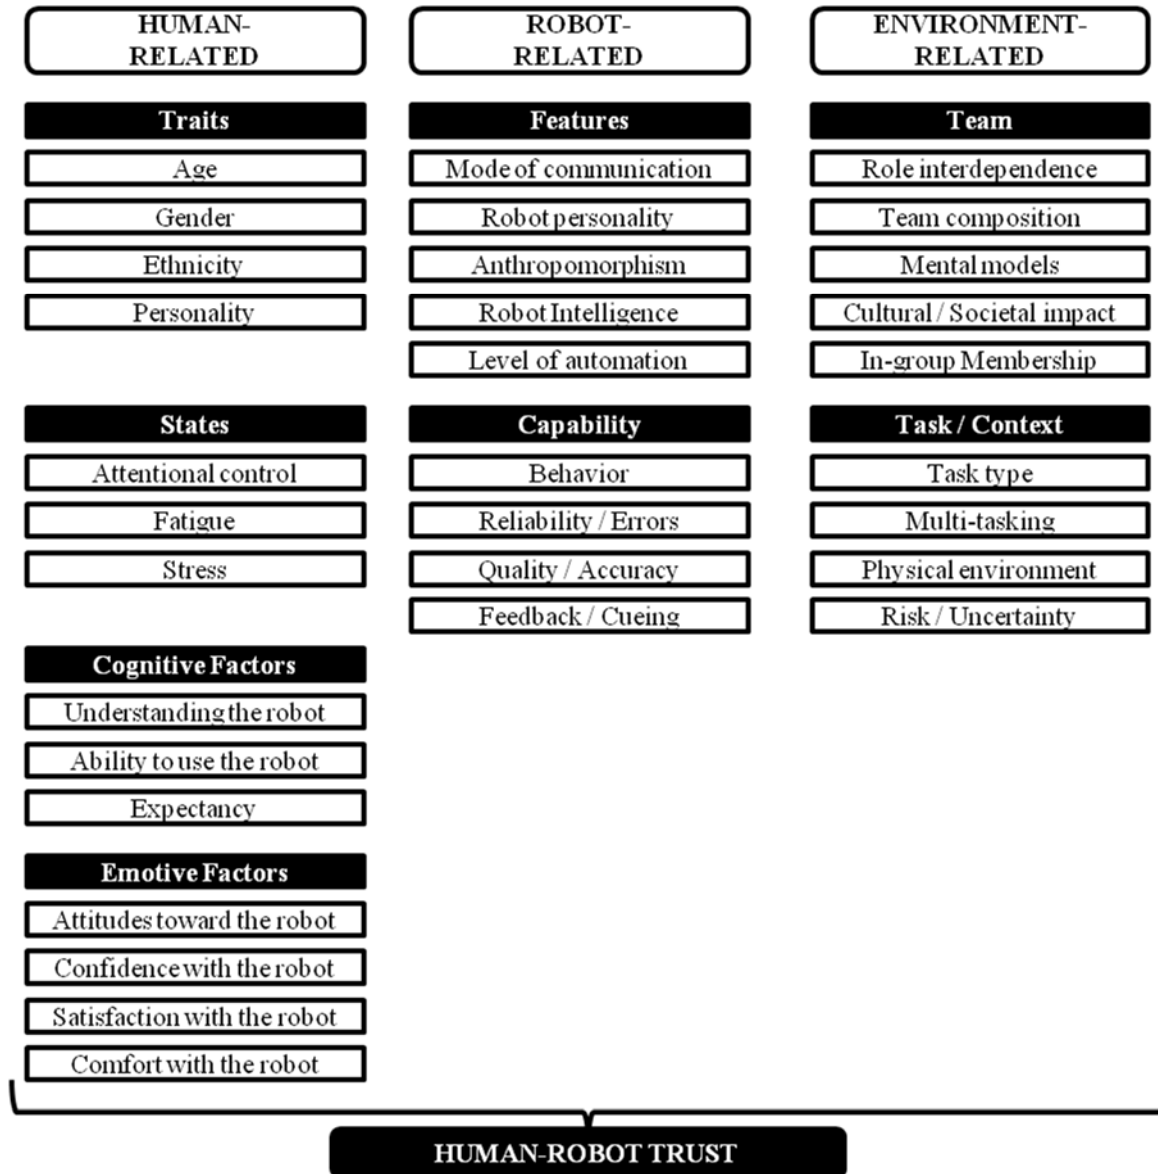 HUMAN-
RELATED
Traits
Age
Gender
Ethnicity
Personality
States
Attentional control
Fatigue
Stress
Cognitive Factors
Understanding the robot
Ability to use the robot
Expectancy
Emotive Factors
Attitudes toward the robot
Confidence with the robot
Satisfaction with the robot
Comfort with the robot
ROBOT-
RELATED
Features
Mode of communication
Robot personality
Anthropomorphism
Robot Intelligence
Level of automation
Capability
Behavior
Reliability / Errors
Quality / Accuracy
Feedback / Cueing
ENVIRONMENT-
RELATED
Team
Role interdependence
Team composition
Mental models
Cultural / Societal impact
In-group Membership
Task / Context
Task type
Multi-tasking
Physical environment
Risk / Uncertainty
HUMAN-ROBOT TRUST